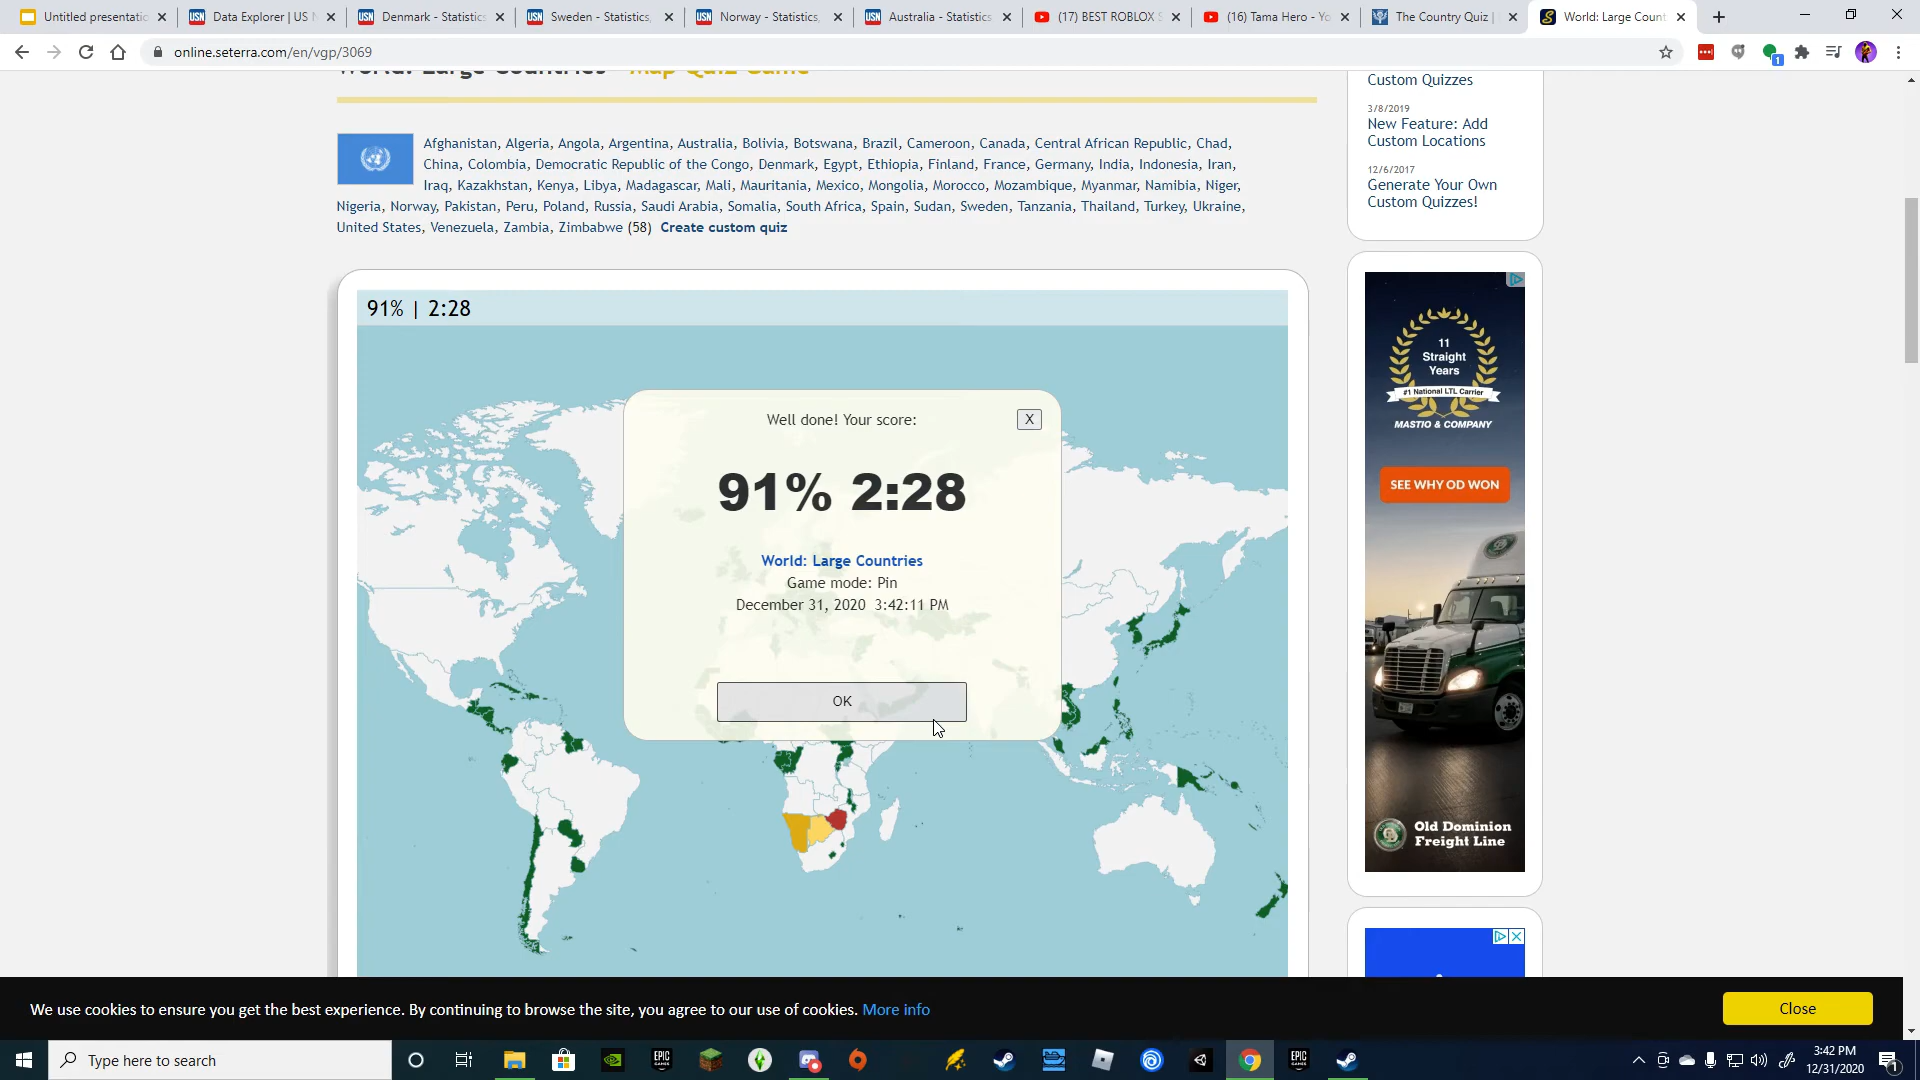 Untitled presentatio
Data Explorer | US N
Denmark - Statistics
Sweden - Statistics,
Norway - Statistics,
Australia - Statistics
(17) BEST ROBLOX S
(16) Tama Hero - Yo
The Country Quiz |
World: Large Count
online.seterra.com/en/vgp/3069
World: Large Countries - Map Quiz Game
Afghanistan, Algeria, Angola, Argentina, Australia, Bolivia, Botswana, Brazil, Cameroon, Canada, Central African Republic, Chad,
China, Colombia, Democratic Republic of the Congo, Denmark, Egypt, Ethiopia, Finland, France, Germany, India, Indonesia, Iran,
Iraq, Kazakhstan, Kenya, Libya, Madagascar, Mali, Mauritania, Mexico, Mongolia, Morocco, Mozambique, Myanmar, Namibia, Niger,
Nigeria, Norway, Pakistan, Peru, Poland, Russia, Saudi Arabia, Somalia, South Africa, Spain, Sudan, Sweden, Tanzania, Thailand, Turkey, Ukraine,
United States, Venezuela, Zambia, Zimbabwe (58) Create custom quiz
91% | 2:28
Well done! Your score:
X
91% 2:28
World: Large Countries
Game mode: Pin
December 31, 2020 3:42:11 PM
OK
Custom Quizzes
3/8/2019
New Feature: Add
Custom Locations
12/6/2017
Generate Your Own
Custom Quizzes!
11
Straight
Years
#1 National LTL Carrier
MASTIO & COMPANY
SEE WHY OD WON
Old Dominion
Freight Line
We use cookies to ensure you get the best experience. By continuing to browse the site, you agree to our use of cookies. More info
Close
Type here to search
3:42 PM
12/31/2020